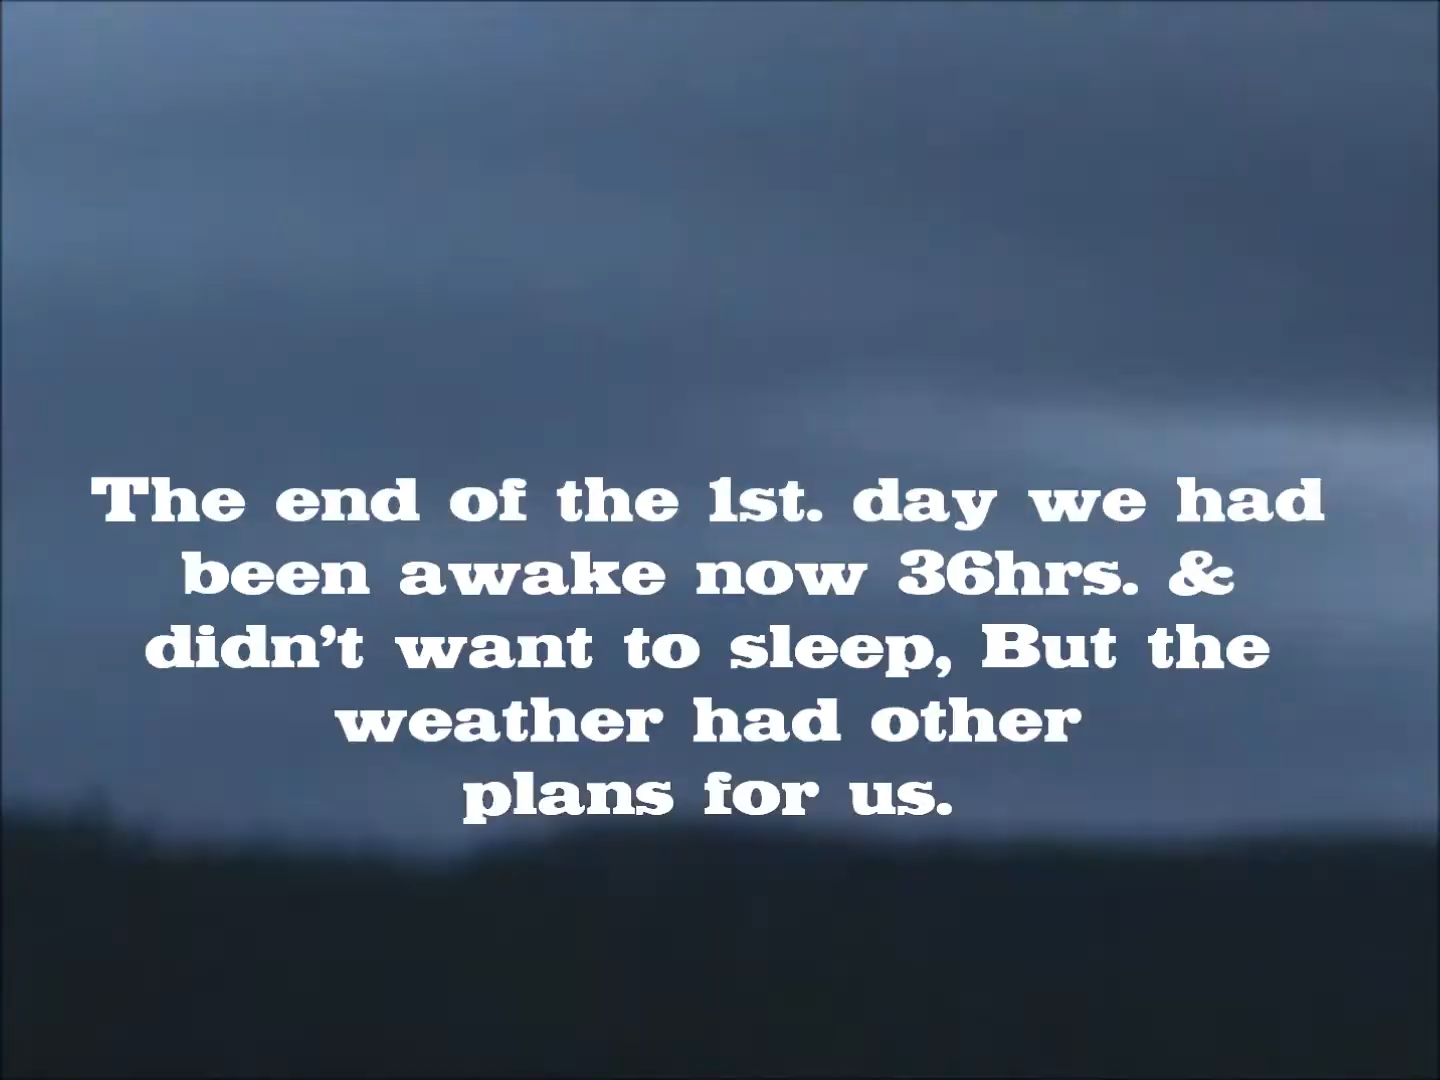 The end of the 1st. day we had
been awake now 36hrs. &
didn't want to sleep, But the
weather had other
plans for us.